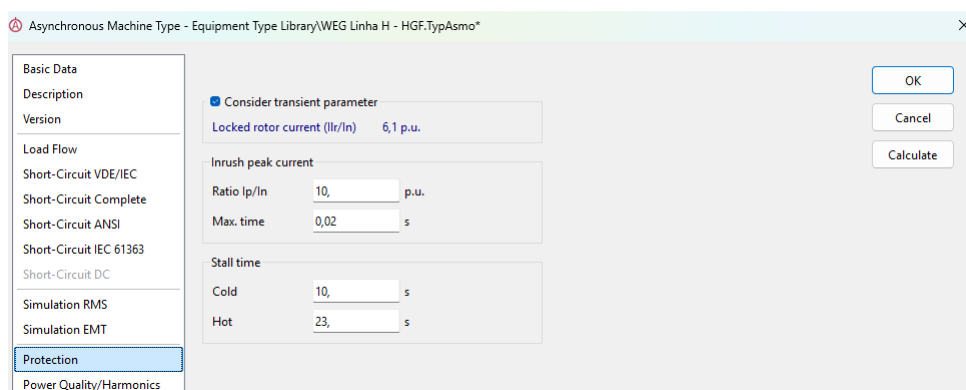 Asynchronous Machine Type - Equipment Type Library\WEG Linha H - HGF.TypAsmo*
Basic Data
Description
Version
Load Flow
Short-Circuit VDE/IEC
Short-Circuit Complete
Short-Circuit ANSI
Short-Circuit IEC 61363
Short-Circuit DC
Simulation RMS
Simulation EMT
Protection
Power Quality/Harmonics
Consider transient parameter
Locked rotor current (Ilr/In) 6,1 p.u.
Inrush peak current
Ratio Ip/In 10, p.u.
Max. time 0,02 s
Stall time
Cold 10, s
Hot 23, s
OK
Cancel
Calculate